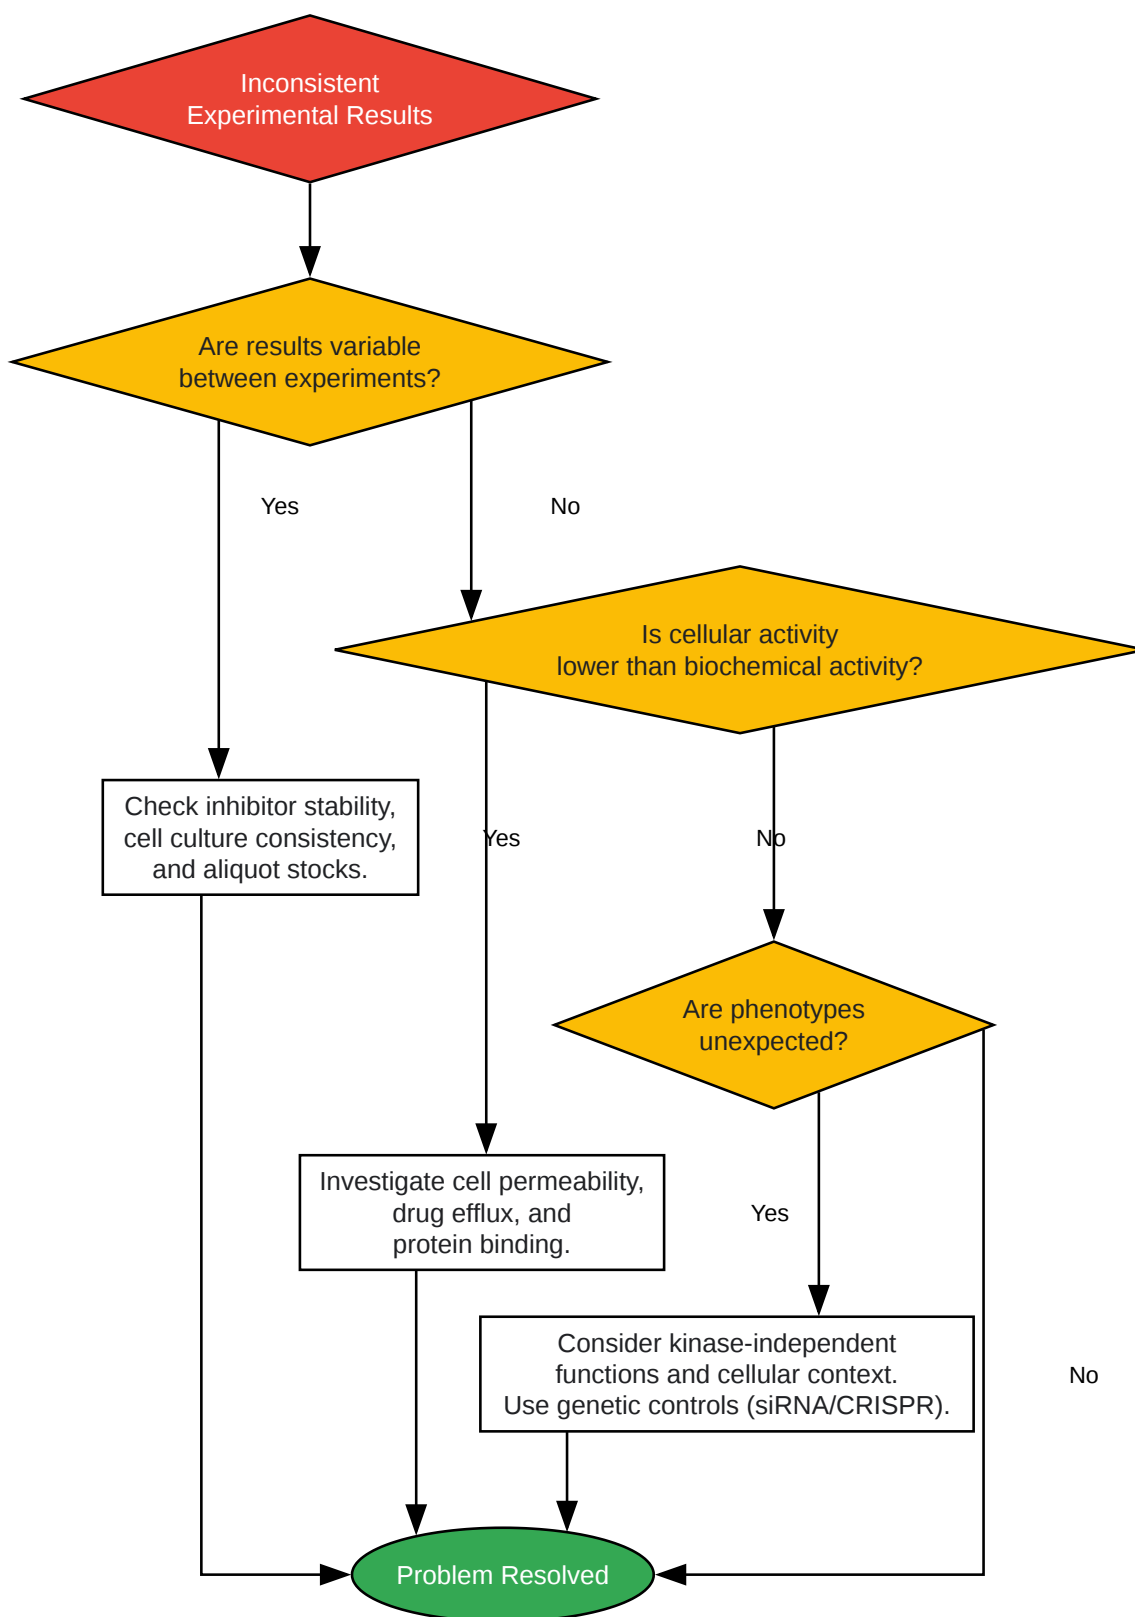 Inconsistent
Experimental Results
Are results variable
between experiments?
Yes
No
Is cellular activity
lower than biochemical activity?
Check inhibitor stability,
cell culture consistency,
and aliquot stocks.
Yes
No
Are phenotypes
unexpected?
Investigate cell permeability,
drug efflux, and
protein binding.
Yes
Consider kinase-independent
functions and cellular context.
Use genetic controls (siRNA/CRISPR).
No
Problem Resolved